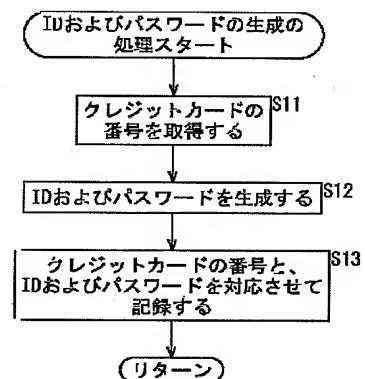 IDおよびパスワードの生成の
処理スタート
クレジットカードの
番号を取得する
S11
IDおよびパスワードを生成する
S12
クレジットカードの番号と、
IDおよびパスワードを対応させて
記録する
S13
リターン